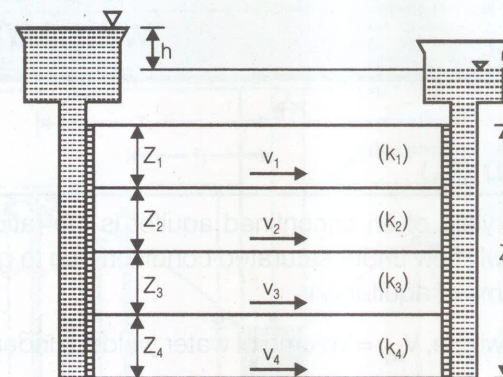 h
Z₁ v₁ (k₁)
Z₂ v₂ (k₂)
Z₃ v₃ (k₃)
Z₄ v₄ (k₄)